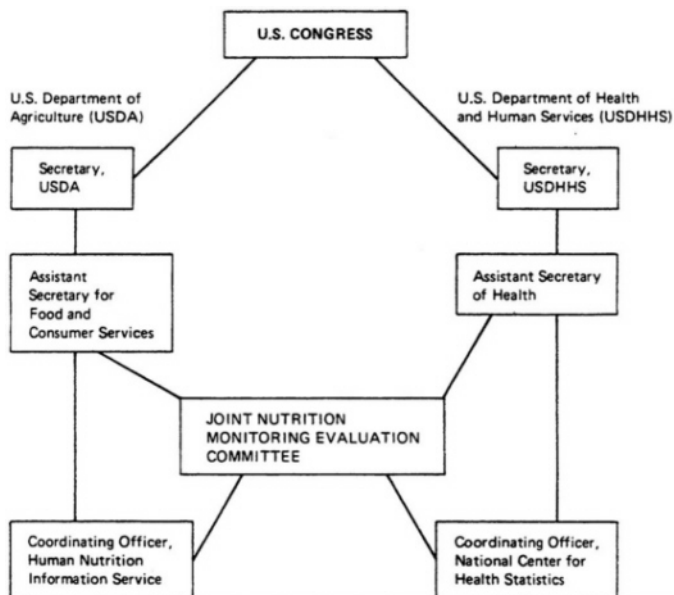 U.S. CONGRESS
U.S. Department of
Agriculture (USDA)
U.S. Department of Health
and Human Services (USDHHS)
Secretary,
USDA
Secretary,
USDHHS
Assistant
Secretary for
Food and
Consumer Services
Assistant Secretary
of Health
JOINT NUTRITION
MONITORING EVALUATION
COMMITTEE
Coordinating Officer,
Human Nutrition
Information Service
Coordinating Officer,
National Center for
Health Statistics